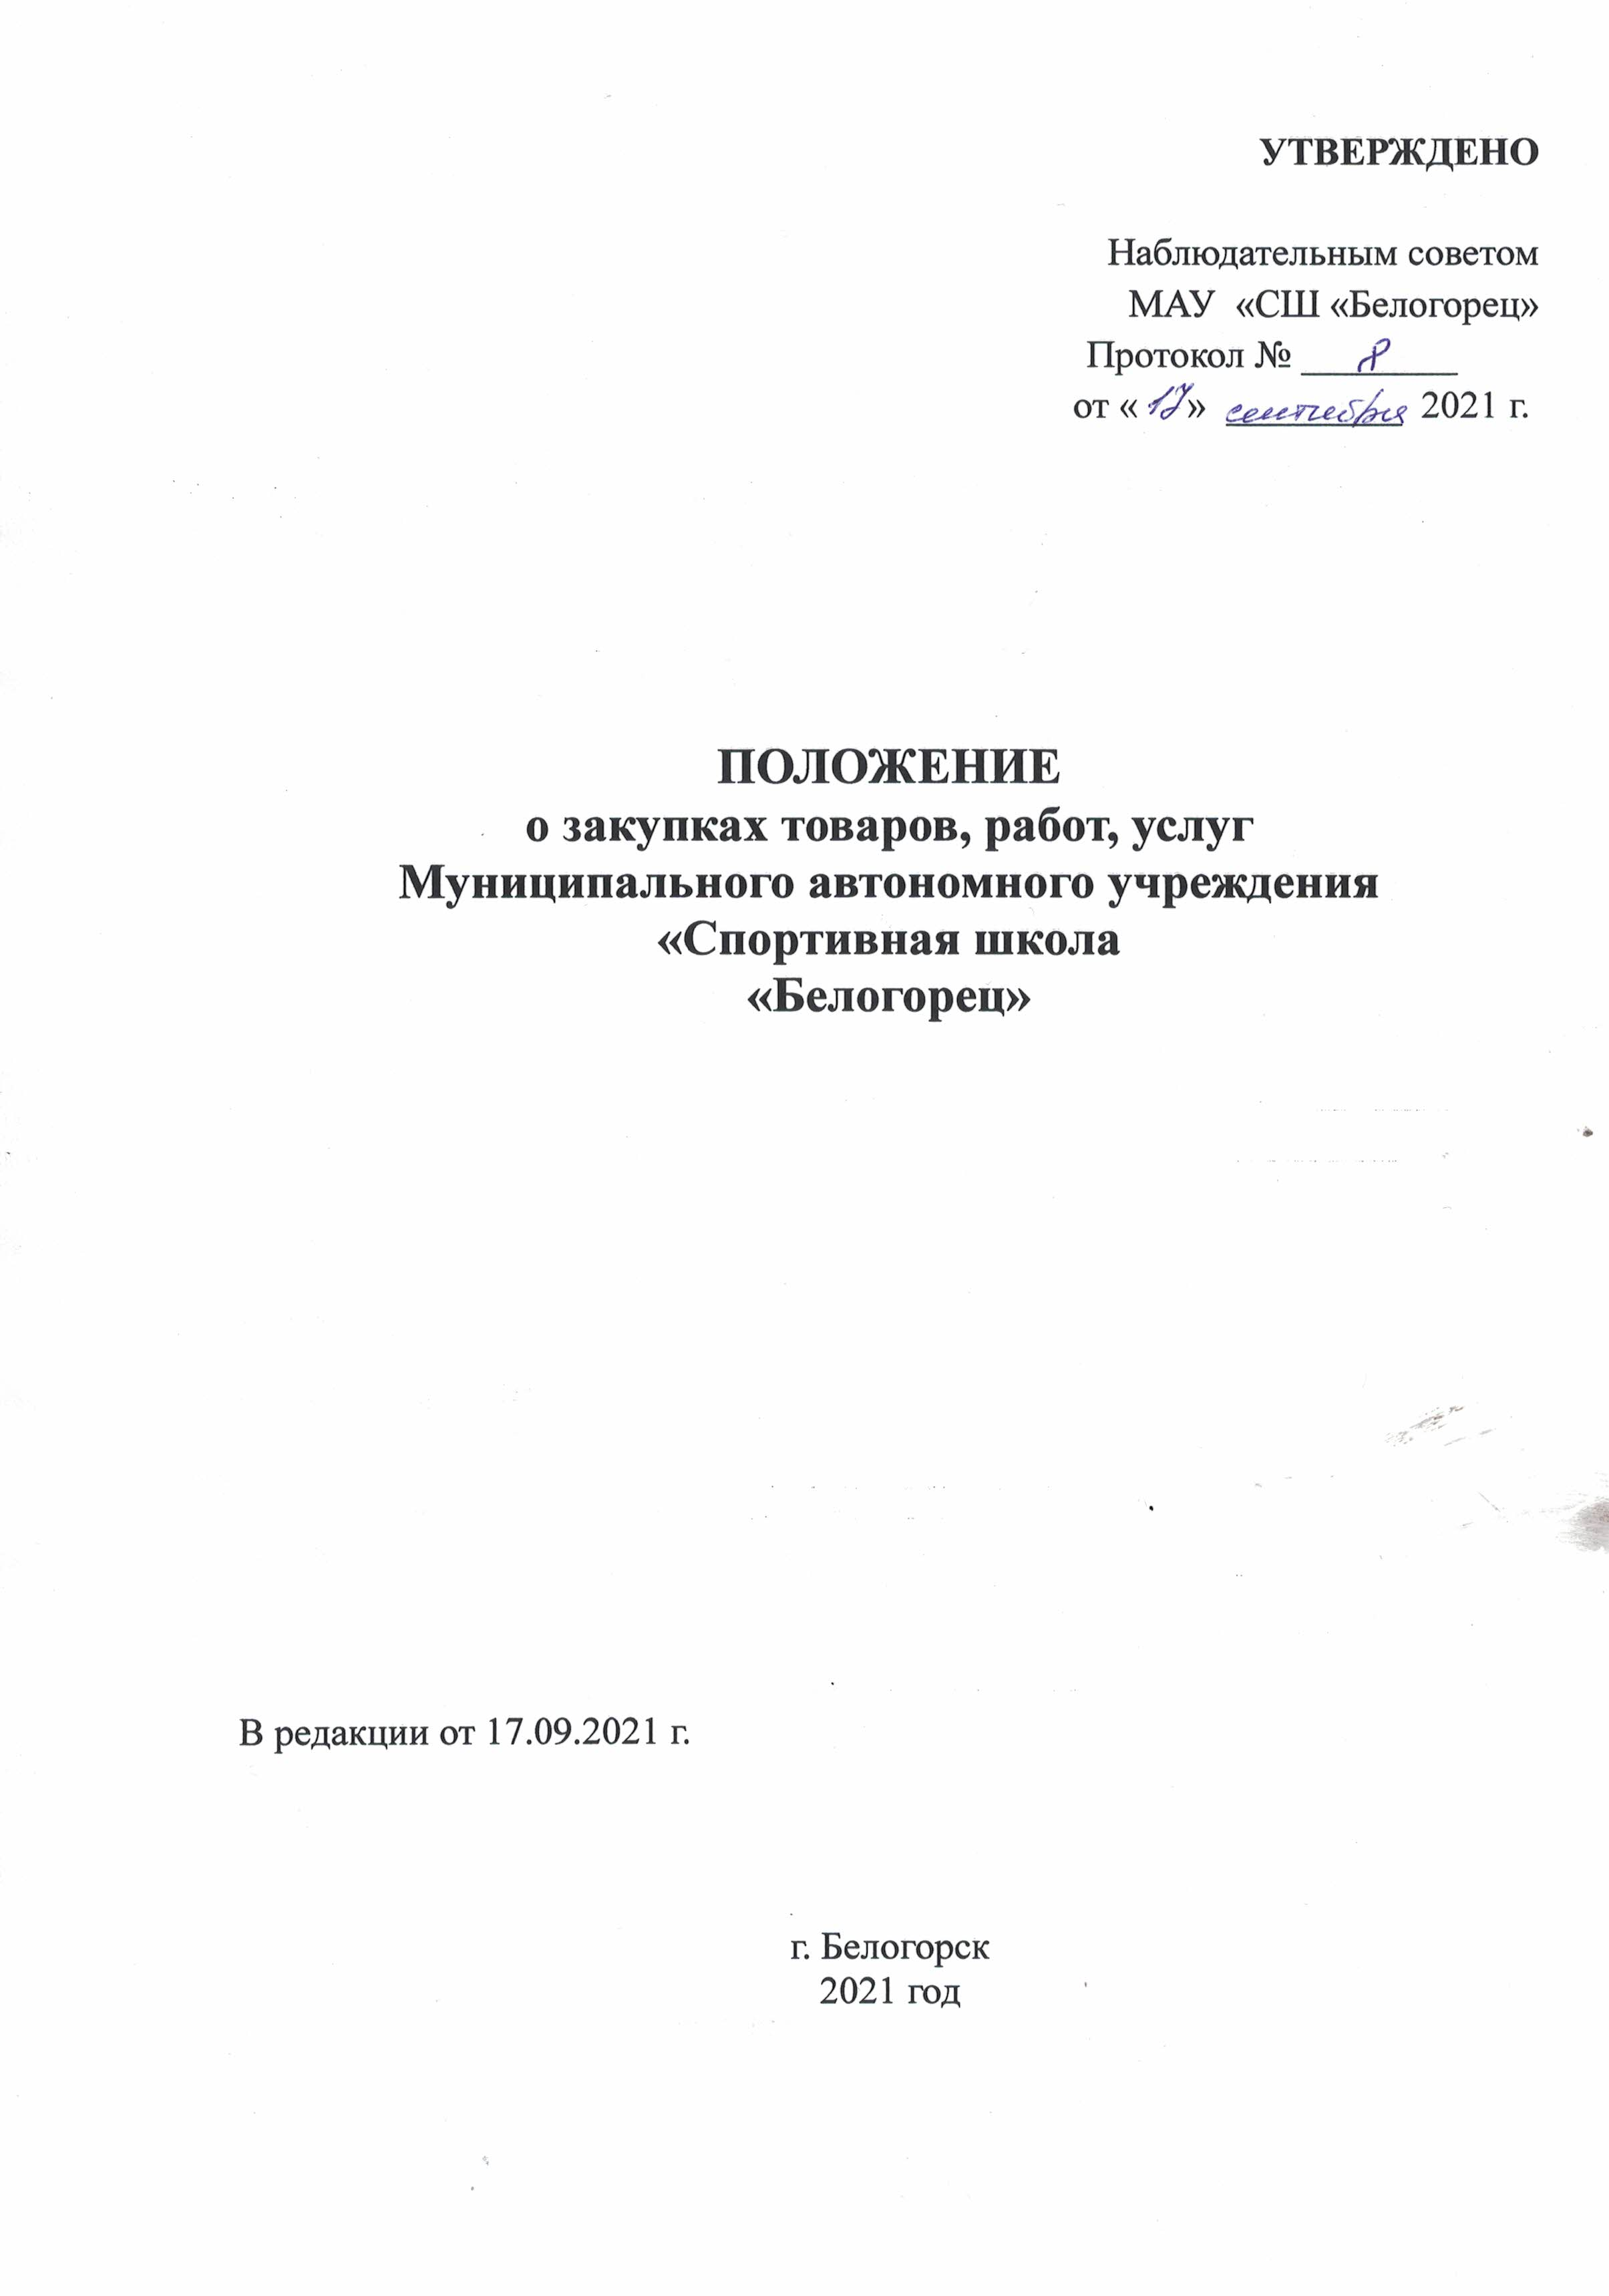 УТВЕРЖДЕНО
Наблюдательным советом
МАУ «СШ «Белогорец»
Протокол № 8
от «17» сентября 2021 г.
ПОЛОЖЕНИЕ
о закупках товаров, работ, услуг
Муниципального автономного учреждения
«Спортивная школа
«Белогорец»
В редакции от 17.09.2021 г.
г. Белогорск
2021 год